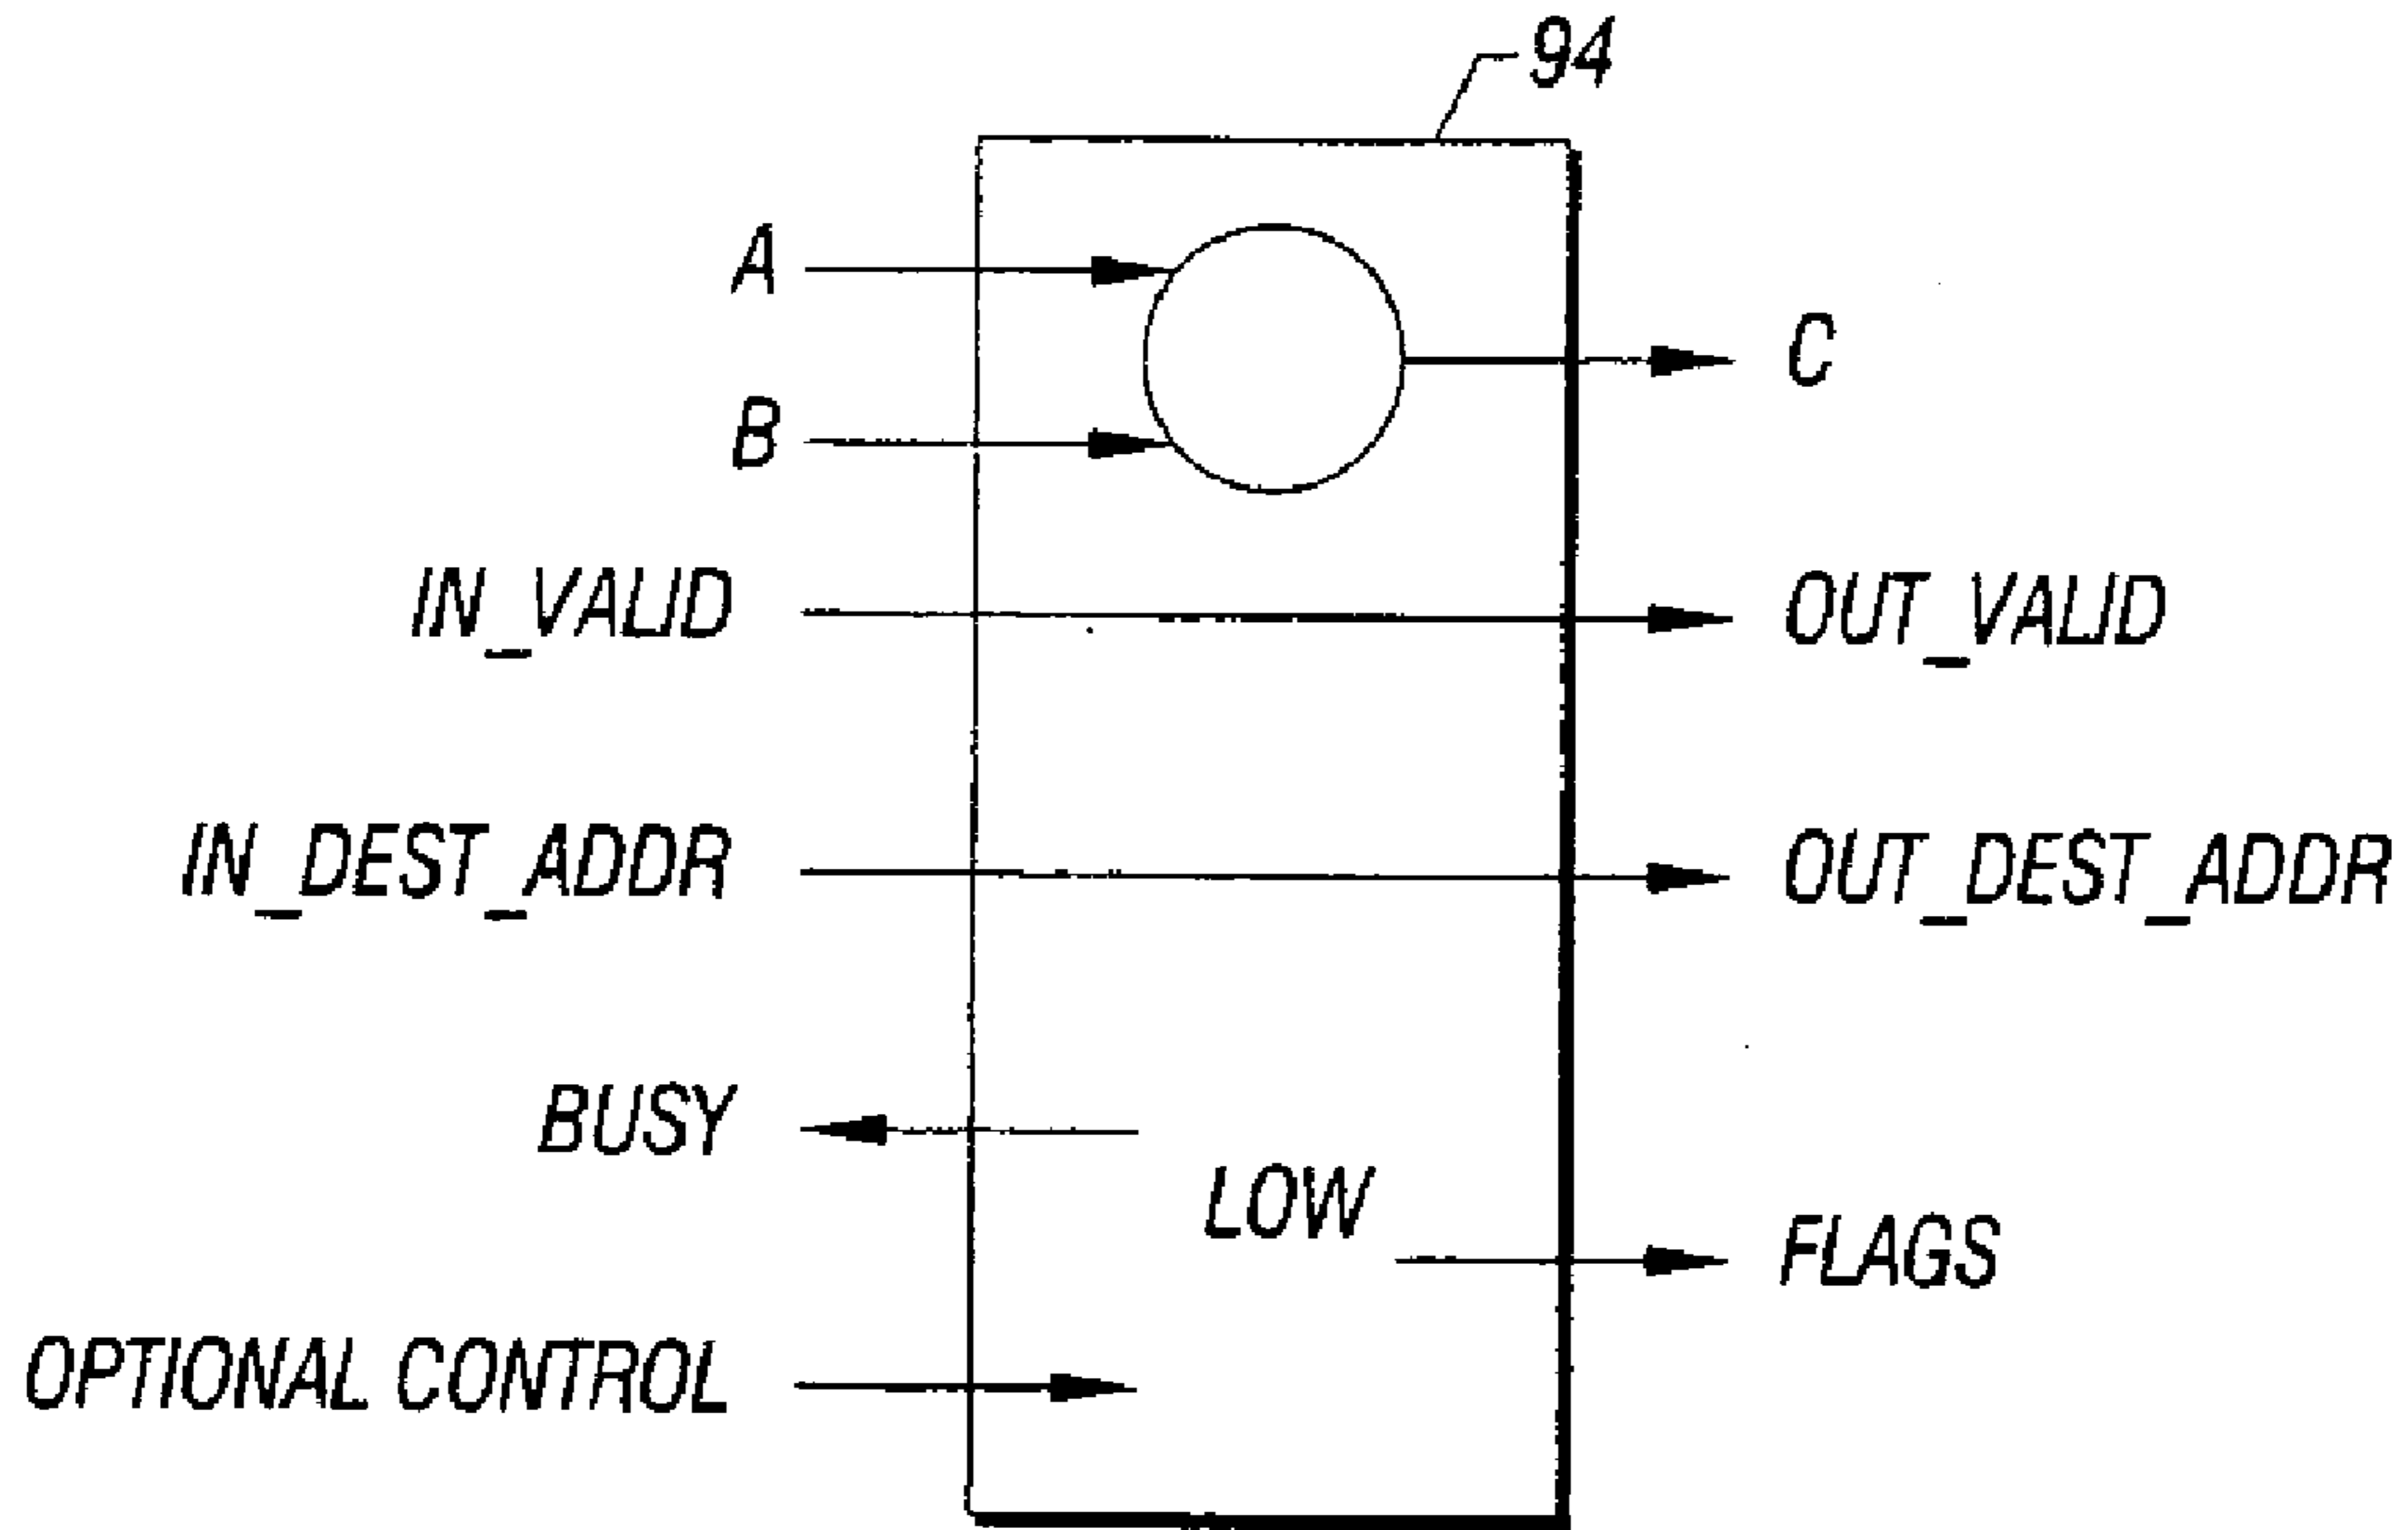 94
A
B
C
IN_VALID
OUT_VALID
IN_DEST_ADDR
OUT_DEST_ADDR
BUSY
LOW
FLAGS
OPTIONAL CONTROL